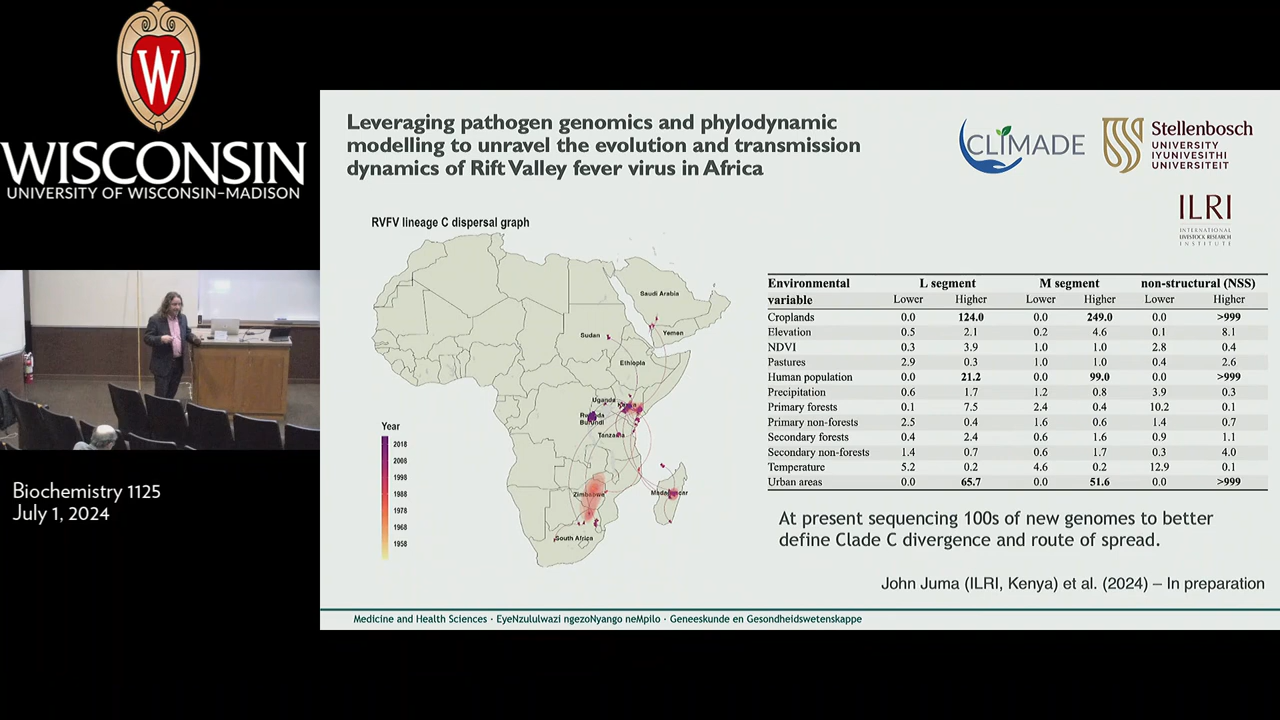 W
WISCONSIN
UNIVERSITY OF WISCONSIN–MADISON
Biochemistry 1125
July 1, 2024
Leveraging pathogen genomics and phylodynamic
modelling to unravel the evolution and transmission
dynamics of Rift Valley fever virus in Africa
CLIMADE
Stellenbosch
UNIVERSITY
IYUNIVESITHI
UNIVERSITEIT
ILRI
INTERNATIONAL
LIVESTOCK RESEARCH
INSTITUTE
RVFV lineage C dispersal graph
Saudi Arabia
Yemen
Sudan
Ethiopia
Uganda
Kenya
Rwanda
Burundi
Tanzania
Zimbabwe
Madagascar
South Africa
Year
2018
2008
1998
1988
1978
1968
1958
Environmental variable L segment M segment non-structural (NSS)
Lower Higher Lower Higher Lower Higher
Croplands 0.0 124.0 0.0 249.0 0.0 >999
Elevation 0.5 2.1 0.2 4.6 0.1 8.1
NDVI 0.3 3.9 1.0 1.0 2.8 0.4
Pastures 2.9 0.3 1.0 1.0 0.4 2.6
Human population 0.0 21.2 0.0 99.0 0.0 >999
Precipitation 0.6 1.7 1.2 0.8 3.9 0.3
Primary forests 0.1 7.5 2.4 0.4 10.2 0.1
Primary non-forests 2.5 0.4 1.6 0.6 1.4 0.7
Secondary forests 0.4 2.4 0.6 1.6 0.9 1.1
Secondary non-forests 1.4 0.7 0.6 1.7 0.3 4.0
Temperature 5.2 0.2 4.6 0.2 12.9 0.1
Urban areas 0.0 65.7 0.0 51.6 0.0 >999
At present sequencing 100s of new genomes to better
define Clade C divergence and route of spread.
John Juma (ILRI, Kenya) et al. (2024) – In preparation
Medicine and Health Sciences · EyeNzululwazi ngezoNyango neMpilo · Geneeskunde en Gesondheidswetenskappe